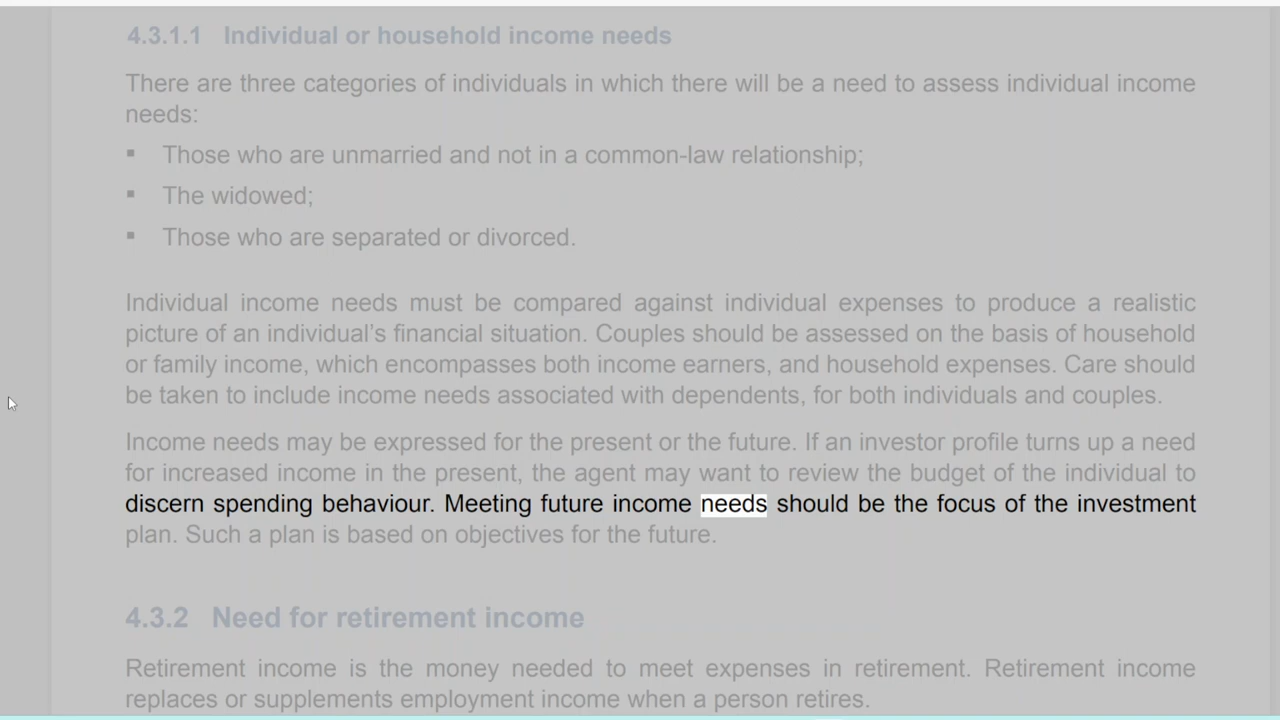 4.3.1.1 Individual or household income needs
There are three categories of individuals in which there will be a need to assess individual income
needs:
▪ Those who are unmarried and not in a common-law relationship;
▪ The widowed;
▪ Those who are separated or divorced.
Individual income needs must be compared against individual expenses to produce a realistic
picture of an individual’s financial situation. Couples should be assessed on the basis of household
or family income, which encompasses both income earners, and household expenses. Care should
be taken to include income needs associated with dependents, for both individuals and couples.
Income needs may be expressed for the present or the future. If an investor profile turns up a need
for increased income in the present, the agent may want to review the budget of the individual to
discern spending behaviour. Meeting future income needs should be the focus of the investment
plan. Such a plan is based on objectives for the future.
4.3.2 Need for retirement income
Retirement income is the money needed to meet expenses in retirement. Retirement income
replaces or supplements employment income when a person retires.